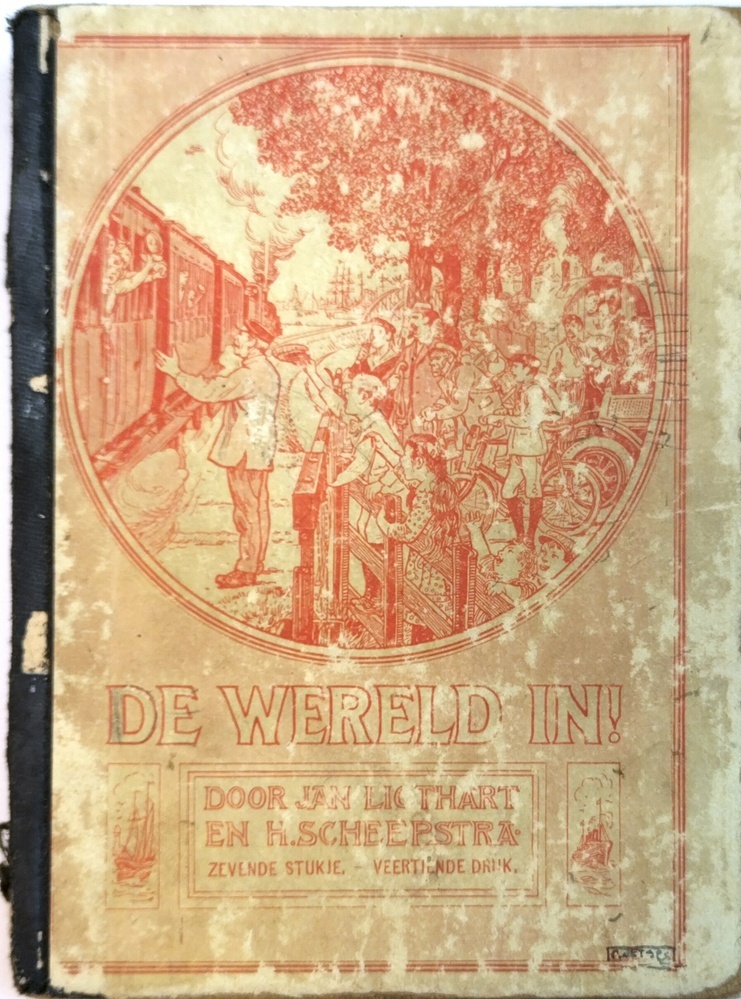 DE WERELD IN!
DOOR JAN LIGTHART
EN H. SCHEEPSTRA
ZEVENDE STUKJE. – VEERTIENDE DRUK.